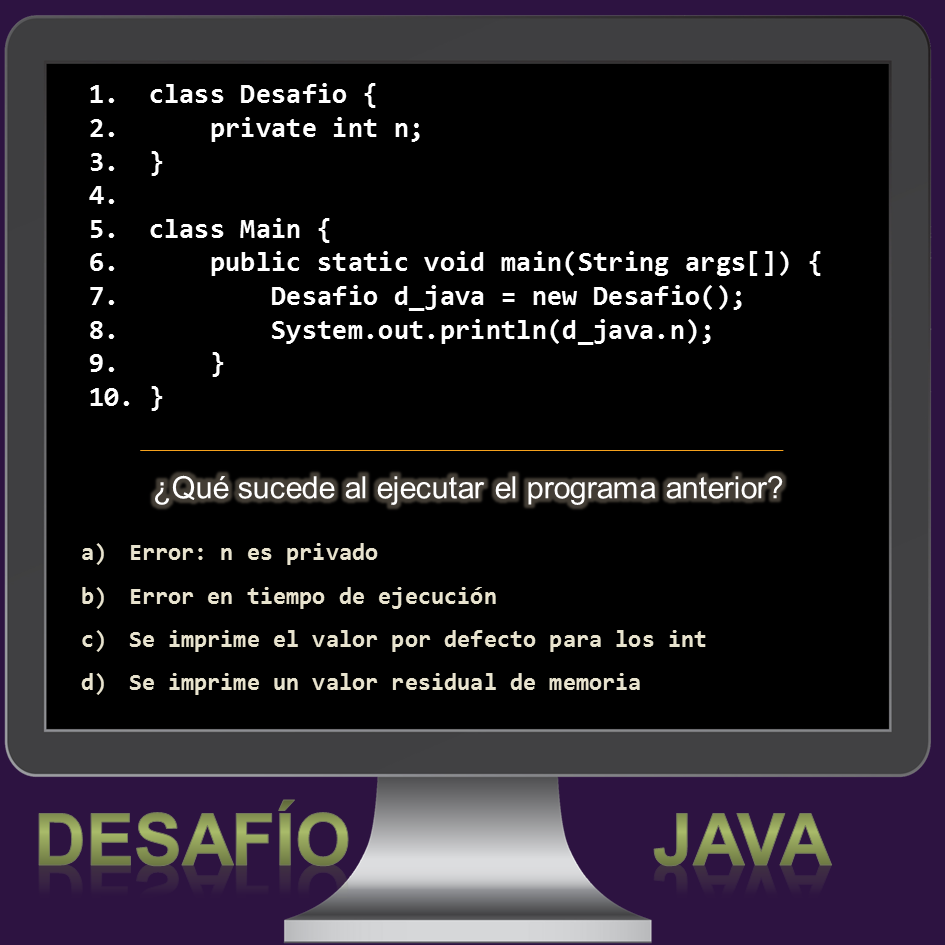 1. class Desafio {
2.     private int n;
3. }
4.
5. class Main {
6.     public static void main(String args[]) {
7.         Desafio d_java = new Desafio();
8.         System.out.println(d_java.n);
9.     }
10. }
¿Qué sucede al ejecutar el programa anterior?
a) Error: n es privado
b) Error en tiempo de ejecución
c) Se imprime el valor por defecto para los int
d) Se imprime un valor residual de memoria
DESAFÍO JAVA